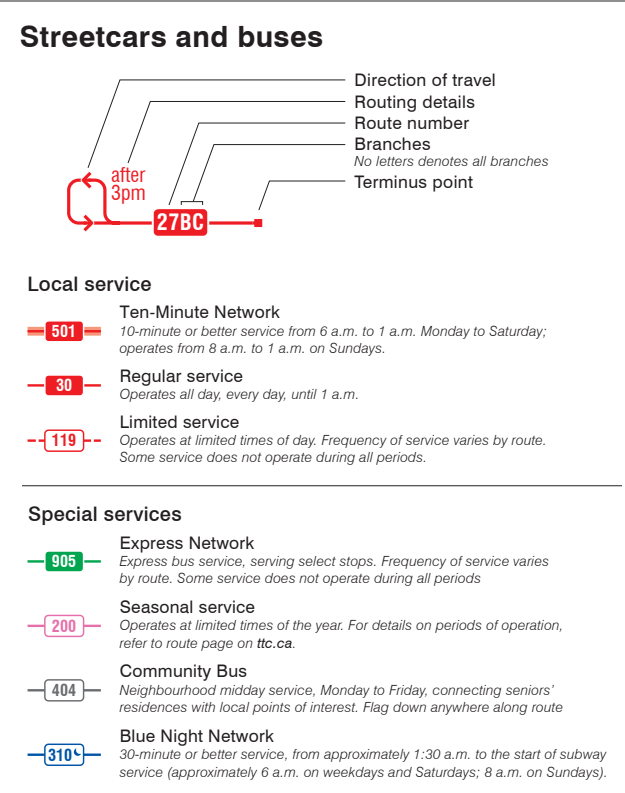 Streetcars and buses
Direction of travel
Routing details
Route number
Branches
No letters denotes all branches
Terminus point
after
3pm
27BC
Local service
Ten-Minute Network
501
10-minute or better service from 6 a.m. to 1 a.m. Monday to Saturday;
operates from 8 a.m. to 1 a.m. on Sundays.
Regular service
30
Operates all day, every day, until 1 a.m.
Limited service
119
Operates at limited times of day. Frequency of service varies by route.
Some service does not operate during all periods.
Special services
Express Network
905
Express bus service, serving select stops. Frequency of service varies
by route. Some service does not operate during all periods
Seasonal service
200
Operates at limited times of the year. For details on periods of operation,
refer to route page on ttc.ca.
Community Bus
404
Neighbourhood midday service, Monday to Friday, connecting seniors’
residences with local points of interest. Flag down anywhere along route
Blue Night Network
310
30-minute or better service, from approximately 1:30 a.m. to the start of subway
service (approximately 6 a.m. on weekdays and Saturdays; 8 a.m. on Sundays).